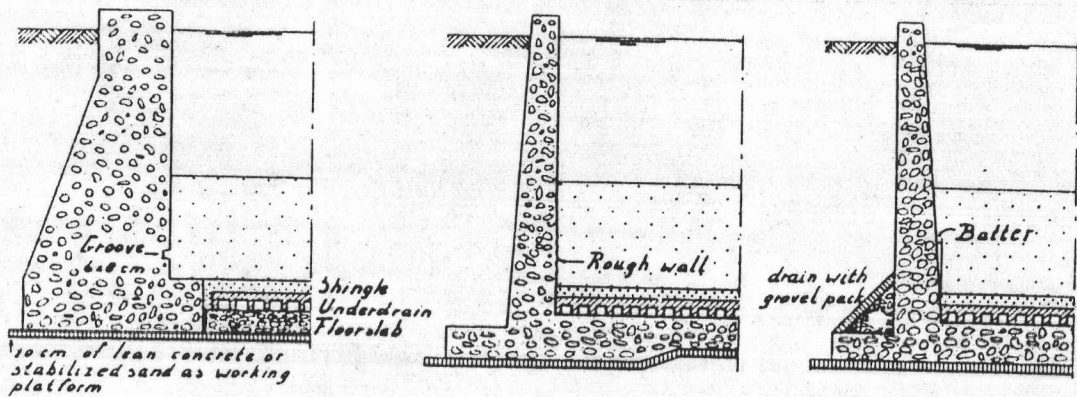 Groove
6x8 cm
Shingle
Underdrain
Floorslab
10 cm of lean concrete or
stabilized sand as working
platform
Rough wall
Batter
drain with
gravel pack